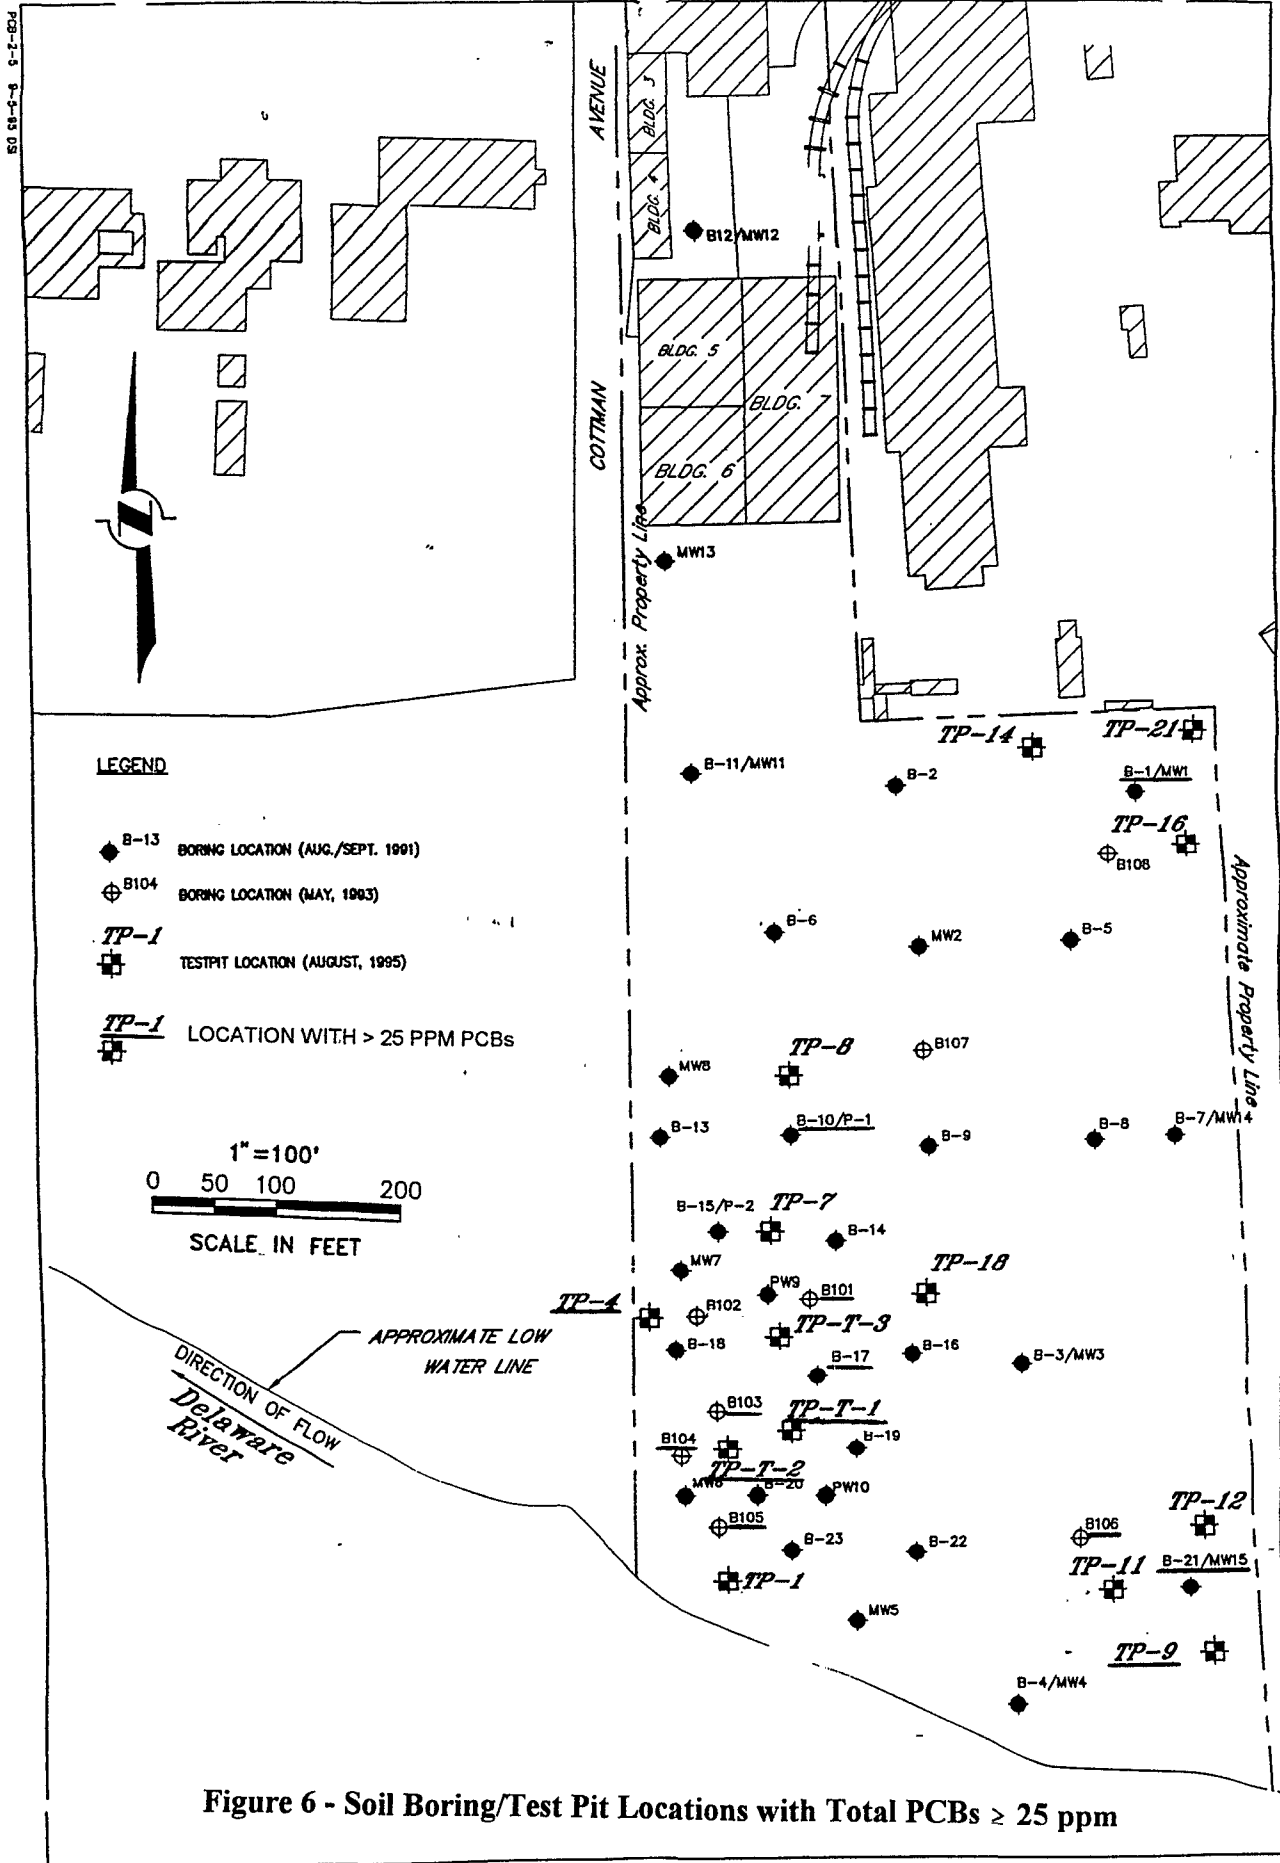 PCB-2-5 9-5-95 DSI
AVENUE
COTTMAN
BLDG. 3
BLDG. 4
B12/MW12
BLDG. 5
BLDG. 7
BLDG. 6
Approx. Property Line
MW13
TP-14
TP-21
B-11/MW11
B-2
B-1/MW1
TP-16
B108
LEGEND
B-13 BORING LOCATION (AUG./SEPT. 1991)
B104 BORING LOCATION (MAY, 1993)
TP-1
TESTPIT LOCATION (AUGUST, 1995)
TP-1
LOCATION WITH > 25 PPM PCBs
B-6
MW2
B-5
Approximate Property Line
B107
TP-8
MW8
B-13
B-10/P-1
B-9
B-8
B-7/MW14
1"=100'
0 50 100 200
SCALE IN FEET
B-15/P-2
TP-7
B-14
MW7
PW9
B101
TP-18
TP-4
B102
TP-T-3
B-18
B-17
B-16
B-3/MW3
APPROXIMATE LOW
WATER LINE
DIRECTION OF FLOW
Delaware
River
B103
TP-T-1
B104
B-19
TP-T-2
MW6
B-20
PW10
B105
B-23
B-22
B106
TP-12
TP-1
TP-11
B-21/MW15
MW5
TP-9
B-4/MW4
Figure 6 - Soil Boring/Test Pit Locations with Total PCBs ≥ 25 ppm